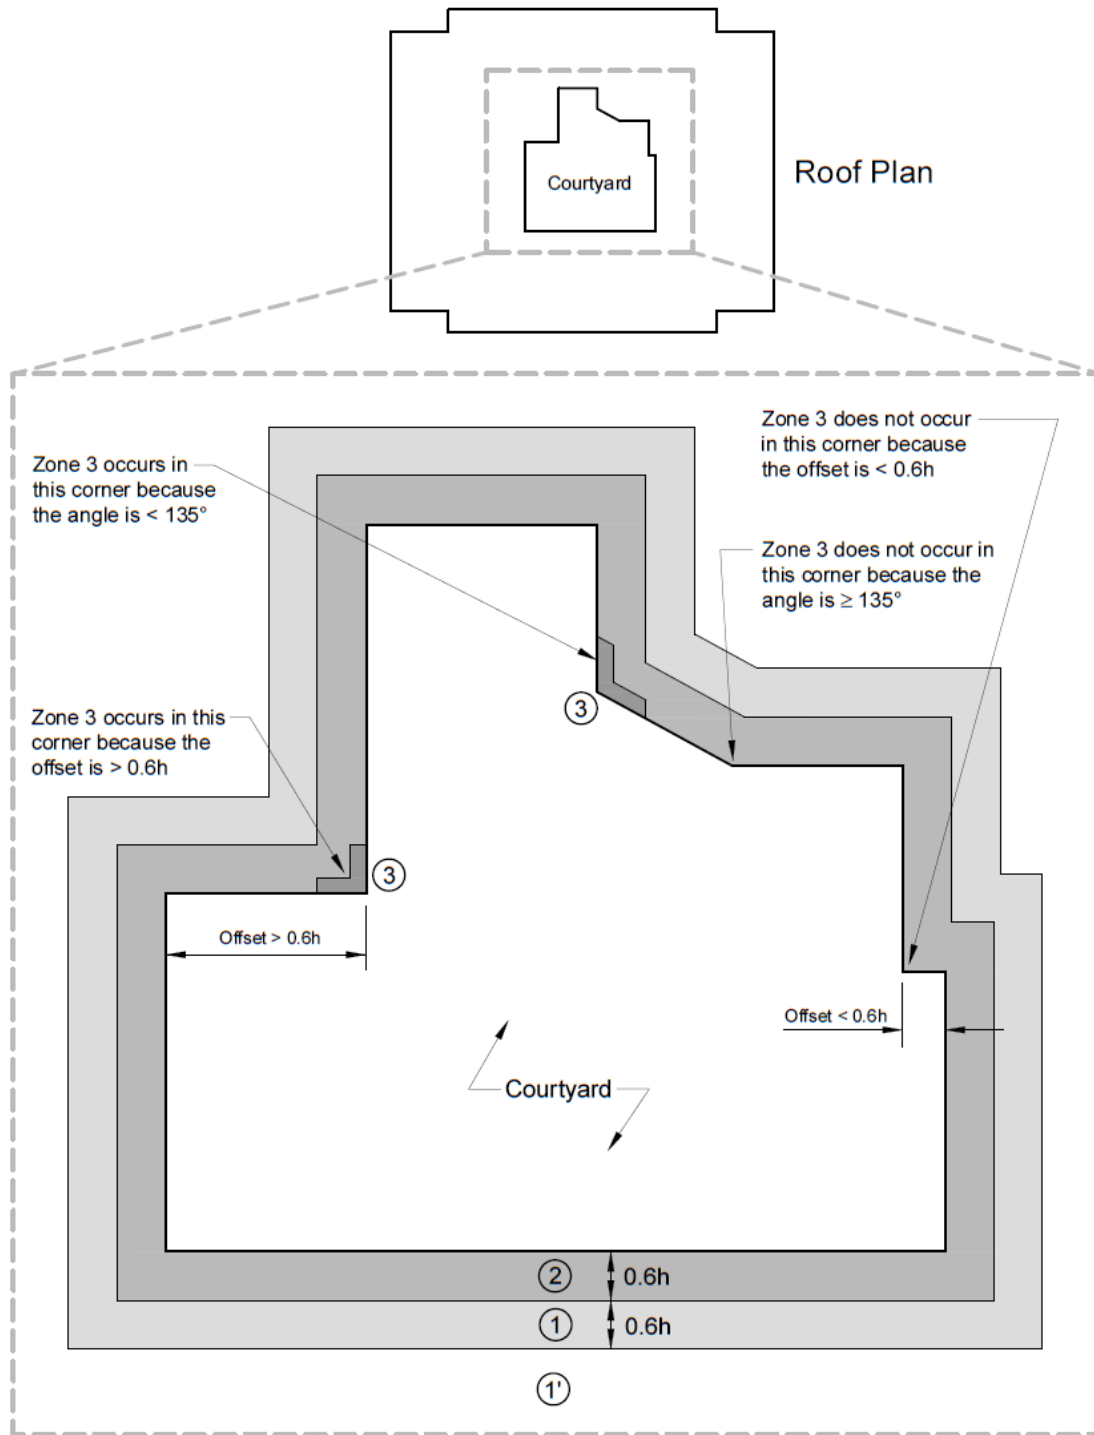 Courtyard
Roof Plan
Zone 3 does not occur
in this corner because
the offset is < 0.6h
Zone 3 occurs in
this corner because
the angle is < 135°
Zone 3 does not occur in
this corner because the
angle is ≥ 135°
Zone 3 occurs in this
corner because the
offset is > 0.6h
3
3
Offset > 0.6h
Offset < 0.6h
Courtyard
2
0.6h
1
0.6h
1'